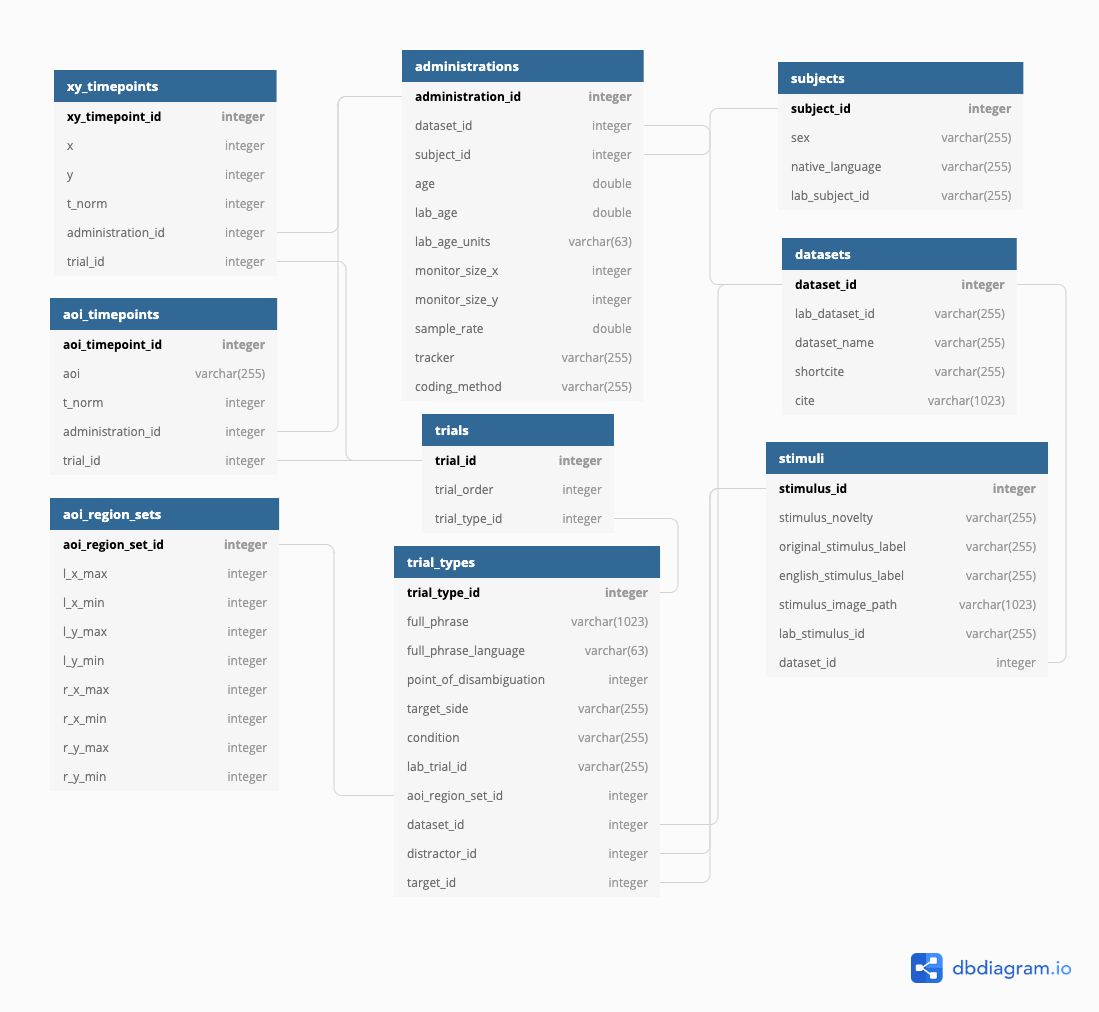 xy_timepoints
xy_timepoint_id integer
x integer
y integer
t_norm integer
administration_id integer
trial_id integer
aoi_timepoints
aoi_timepoint_id integer
aoi varchar(255)
t_norm integer
administration_id integer
trial_id integer
aoi_region_sets
aoi_region_set_id integer
l_x_max integer
l_x_min integer
l_y_max integer
l_y_min integer
r_x_max integer
r_x_min integer
r_y_max integer
r_y_min integer
administrations
administration_id integer
dataset_id integer
subject_id integer
age double
lab_age double
lab_age_units varchar(63)
monitor_size_x integer
monitor_size_y integer
sample_rate double
tracker varchar(255)
coding_method varchar(255)
trials
trial_id integer
trial_order integer
trial_type_id integer
trial_types
trial_type_id integer
full_phrase varchar(1023)
full_phrase_language varchar(63)
point_of_disambiguation integer
target_side varchar(255)
condition varchar(255)
lab_trial_id varchar(255)
aoi_region_set_id integer
dataset_id integer
distractor_id integer
target_id integer
subjects
subject_id integer
sex varchar(255)
native_language varchar(255)
lab_subject_id varchar(255)
datasets
dataset_id integer
lab_dataset_id varchar(255)
dataset_name varchar(255)
shortcite varchar(255)
cite varchar(1023)
stimuli
stimulus_id integer
stimulus_novelty varchar(255)
original_stimulus_label varchar(255)
english_stimulus_label varchar(255)
stimulus_image_path varchar(1023)
lab_stimulus_id varchar(255)
dataset_id integer
dbdiagram.io